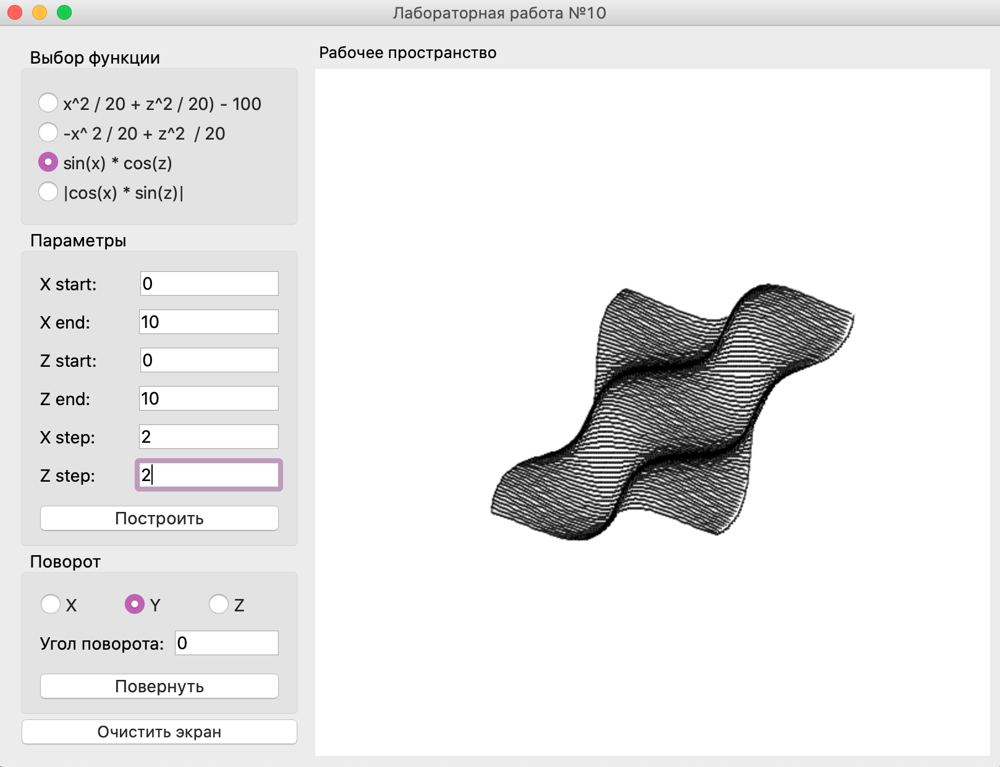 Лабораторная работа №10
Выбор функции
x^2 / 20 + z^2 / 20) - 100
-x^ 2 / 20 + z^2  / 20
sin(x) * cos(z)
|cos(x) * sin(z)|
Параметры
X start: 0
X end: 10
Z start: 0
Z end: 10
X step: 2
Z step: 2
Построить
Поворот
X Y Z
Угол поворота: 0
Повернуть
Очистить экран
Рабочее пространство